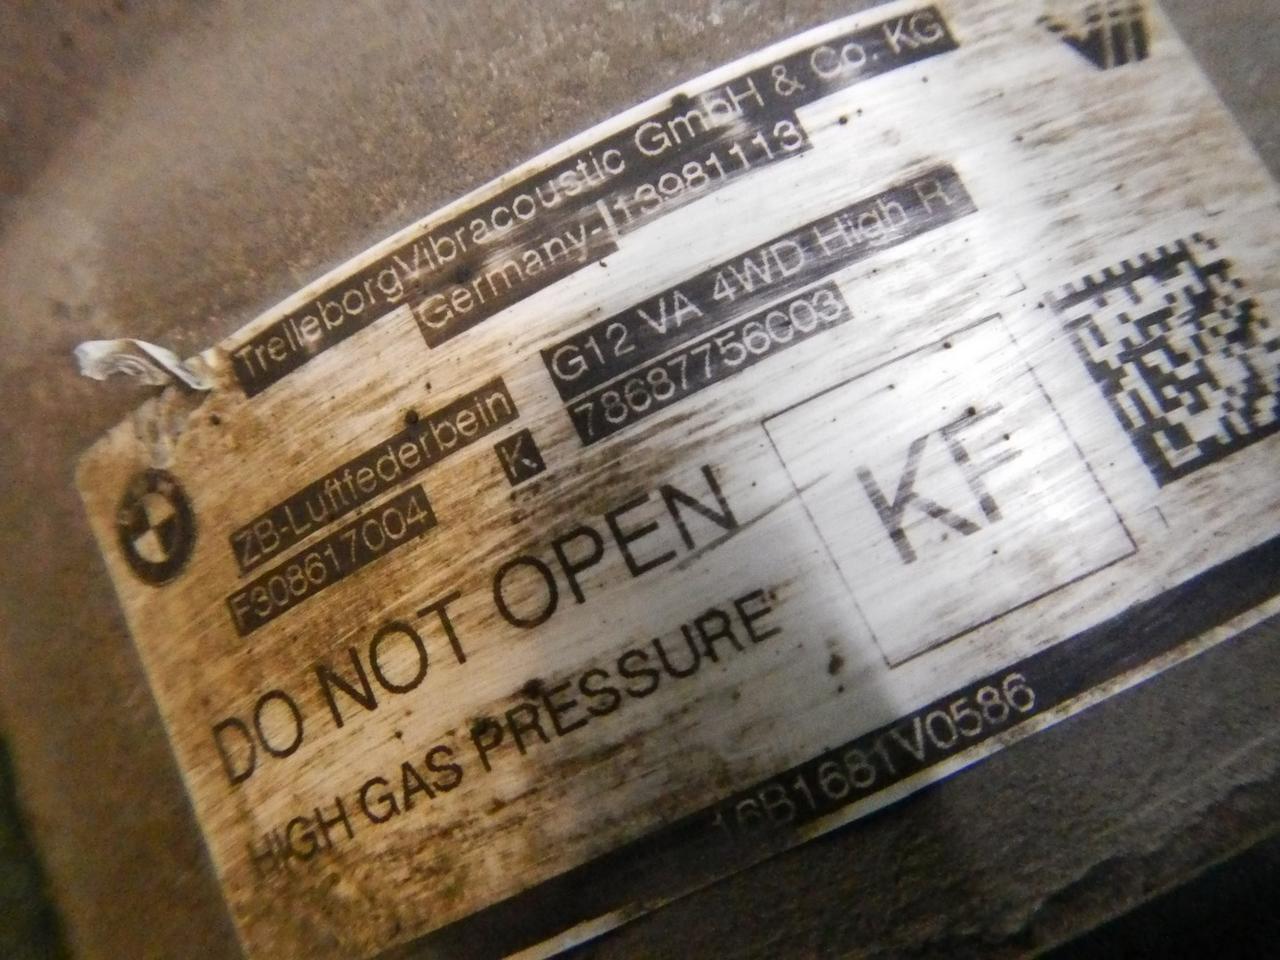 TrelleborgVibracoustic GmbH & Co. KG
Germany-113981113
ZB-Luftfederbein G12 VA 4WD High R
F308617004 K 78687756C03
DO NOT OPEN
HIGH GAS PRESSURE
KF
16B1681V0586